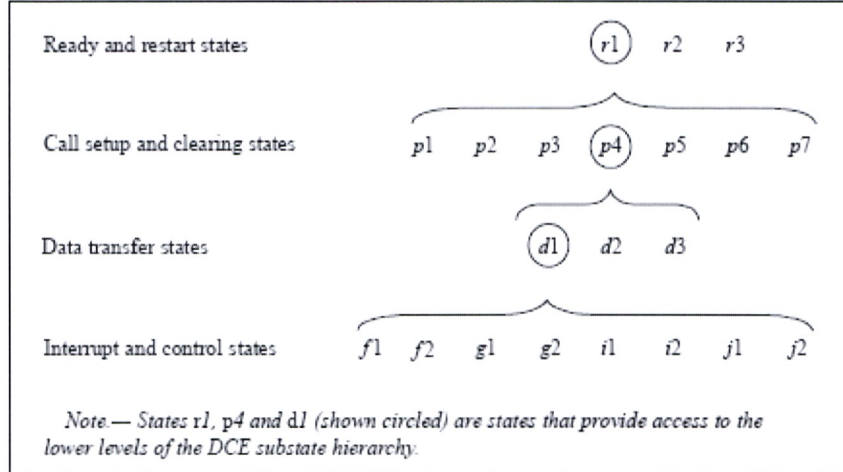 Ready and restart states r1 r2 r3
Call setup and clearing states p1 p2 p3 p4 p5 p6 p7
Data transfer states d1 d2 d3
Interrupt and control states f1 f2 g1 g2 i1 i2 j1 j2
Note.— States r1, p4 and d1 (shown circled) are states that provide access to the
lower levels of the DCE substate hierarchy.